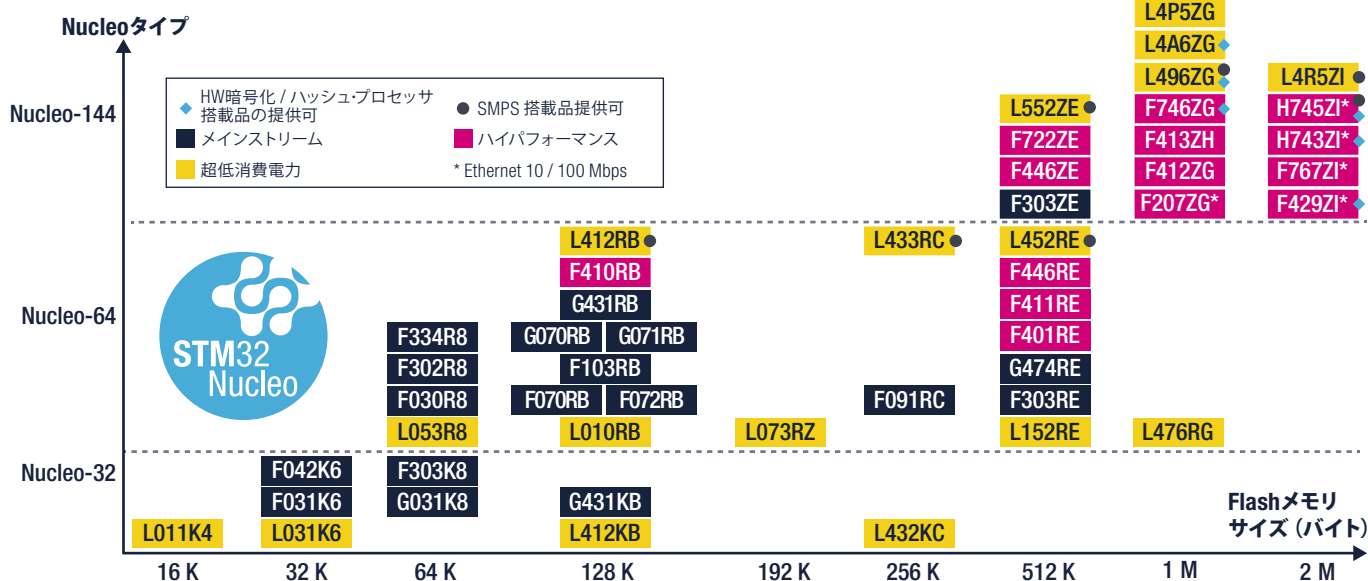 Nucleoタイプ
HW暗号化 / ハッシュ・プロセッサ
搭載品の提供可
SMPS 搭載品提供可
メインストリーム
ハイパフォーマンス
超低消費電力
* Ethernet 10 / 100 Mbps
L4P5ZG
L4A6ZG
L496ZG L4R5ZI
Nucleo-144
L552ZE F746ZG H745ZI*
F722ZE F413ZH H743ZI*
F446ZE F412ZG F767ZI*
F303ZE F207ZG* F429ZI*
L412RB L433RC L452RE
F410RB F446RE
Nucleo-64
G431RB F411RE
F334R8 G070RB G071RB F401RE
F302R8 F103RB G474RE
F030R8 F070RB F072RB F091RC F303RE
L053R8 L010RB L073RZ L152RE L476RG
STM32
Nucleo
Nucleo-32
F042K6 F303K8
F031K6 G031K8 G431KB
L011K4 L031K6 L412KB L432KC
Flashメモリ
サイズ（バイト）
16 K 32 K 64 K 128 K 192 K 256 K 512 K 1 M 2 M